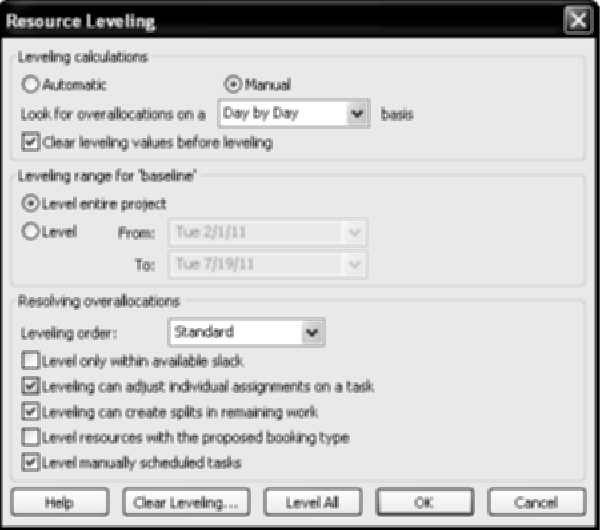 Resource Leveling
Leveling calculations
Automatic Manual
Look for overallocations on a Day by Day basis
Clear leveling values before leveling
Leveling range for 'baseline'
Level entire project
Level From: Tue 2/1/11
To: Tue 7/19/11
Resolving overallocations
Leveling order: Standard
Level only within available slack
Leveling can adjust individual assignments on a task
Leveling can create splits in remaining work
Level resources with the proposed booking type
Level manually scheduled tasks
Help Clear Leveling.... Level All OK Cancel